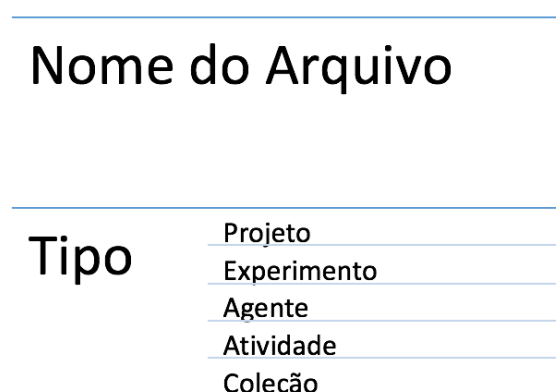 Nome do Arquivo
Tipo
Projeto
Experimento
Agente
Atividade
Coleção